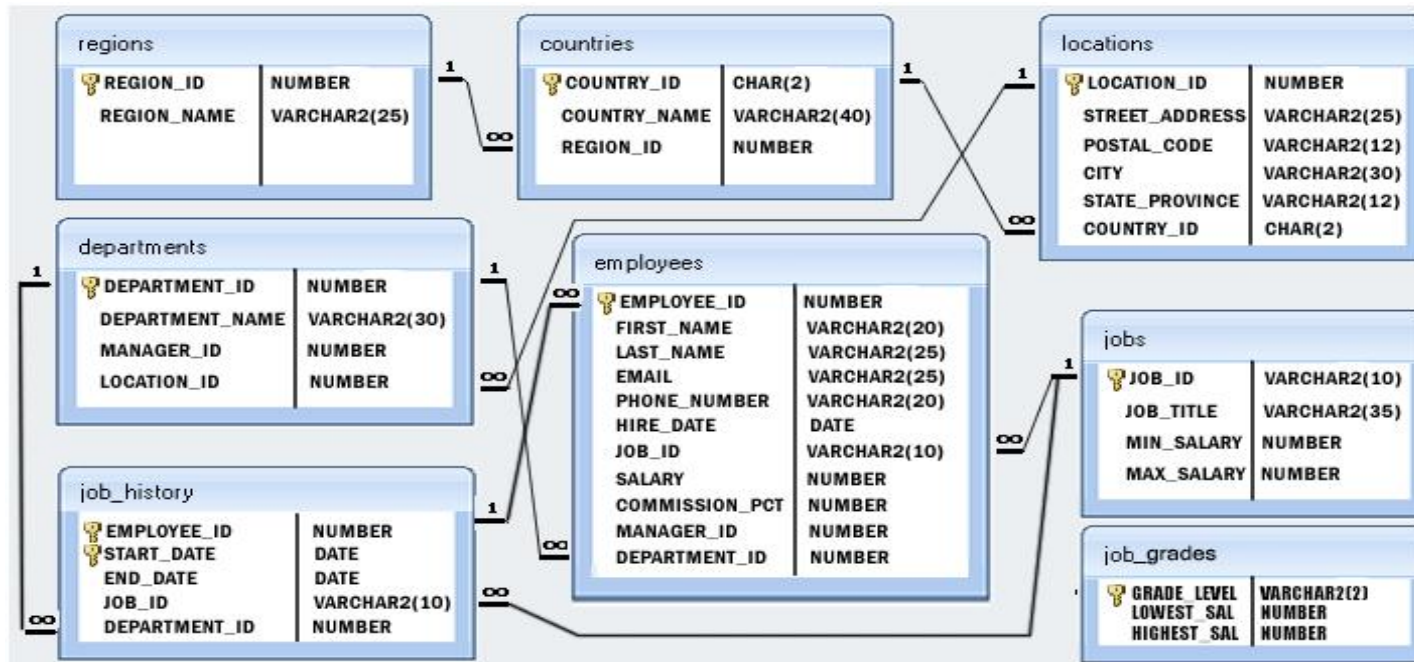 regions
REGION_ID NUMBER
REGION_NAME VARCHAR2(25)
countries
COUNTRY_ID CHAR(2)
COUNTRY_NAME VARCHAR2(40)
REGION_ID NUMBER
locations
LOCATION_ID NUMBER
STREET_ADDRESS VARCHAR2(25)
POSTAL_CODE VARCHAR2(12)
CITY VARCHAR2(30)
STATE_PROVINCE VARCHAR2(12)
COUNTRY_ID CHAR(2)
1
∞
1
∞
1
∞
departments
DEPARTMENT_ID NUMBER
DEPARTMENT_NAME VARCHAR2(30)
MANAGER_ID NUMBER
LOCATION_ID NUMBER
1
∞
1
∞
employees
EMPLOYEE_ID NUMBER
FIRST_NAME VARCHAR2(20)
LAST_NAME VARCHAR2(25)
EMAIL VARCHAR2(25)
PHONE_NUMBER VARCHAR2(20)
HIRE_DATE DATE
JOB_ID VARCHAR2(10)
SALARY NUMBER
COMMISSION_PCT NUMBER
MANAGER_ID NUMBER
DEPARTMENT_ID NUMBER
∞
1
jobs
JOB_ID VARCHAR2(10)
JOB_TITLE VARCHAR2(35)
MIN_SALARY NUMBER
MAX_SALARY NUMBER
1
∞
∞
job_history
EMPLOYEE_ID NUMBER
START_DATE DATE
END_DATE DATE
JOB_ID VARCHAR2(10)
DEPARTMENT_ID NUMBER
job_grades
GRADE_LEVEL VARCHAR2(2)
LOWEST_SAL NUMBER
HIGHEST_SAL NUMBER